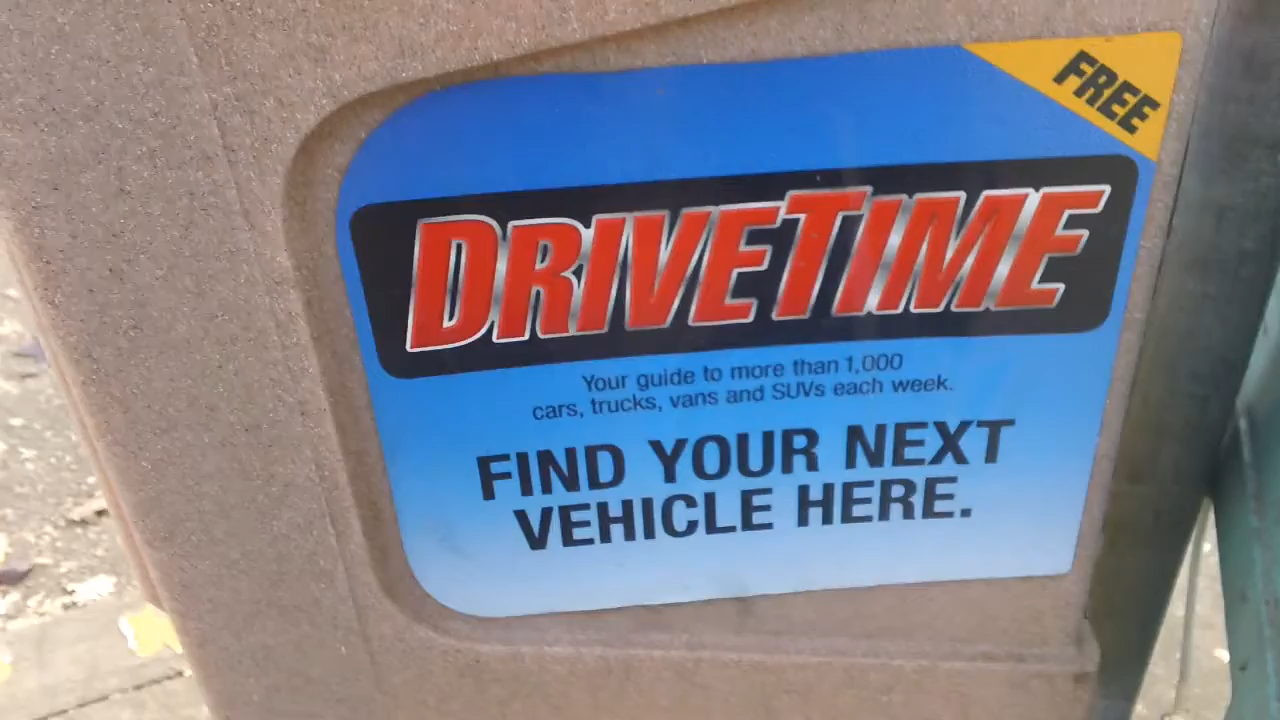 FREE
DRIVETIME
Your guide to more than 1,000
cars, trucks, vans and SUVs each week.
FIND YOUR NEXT
VEHICLE HERE.